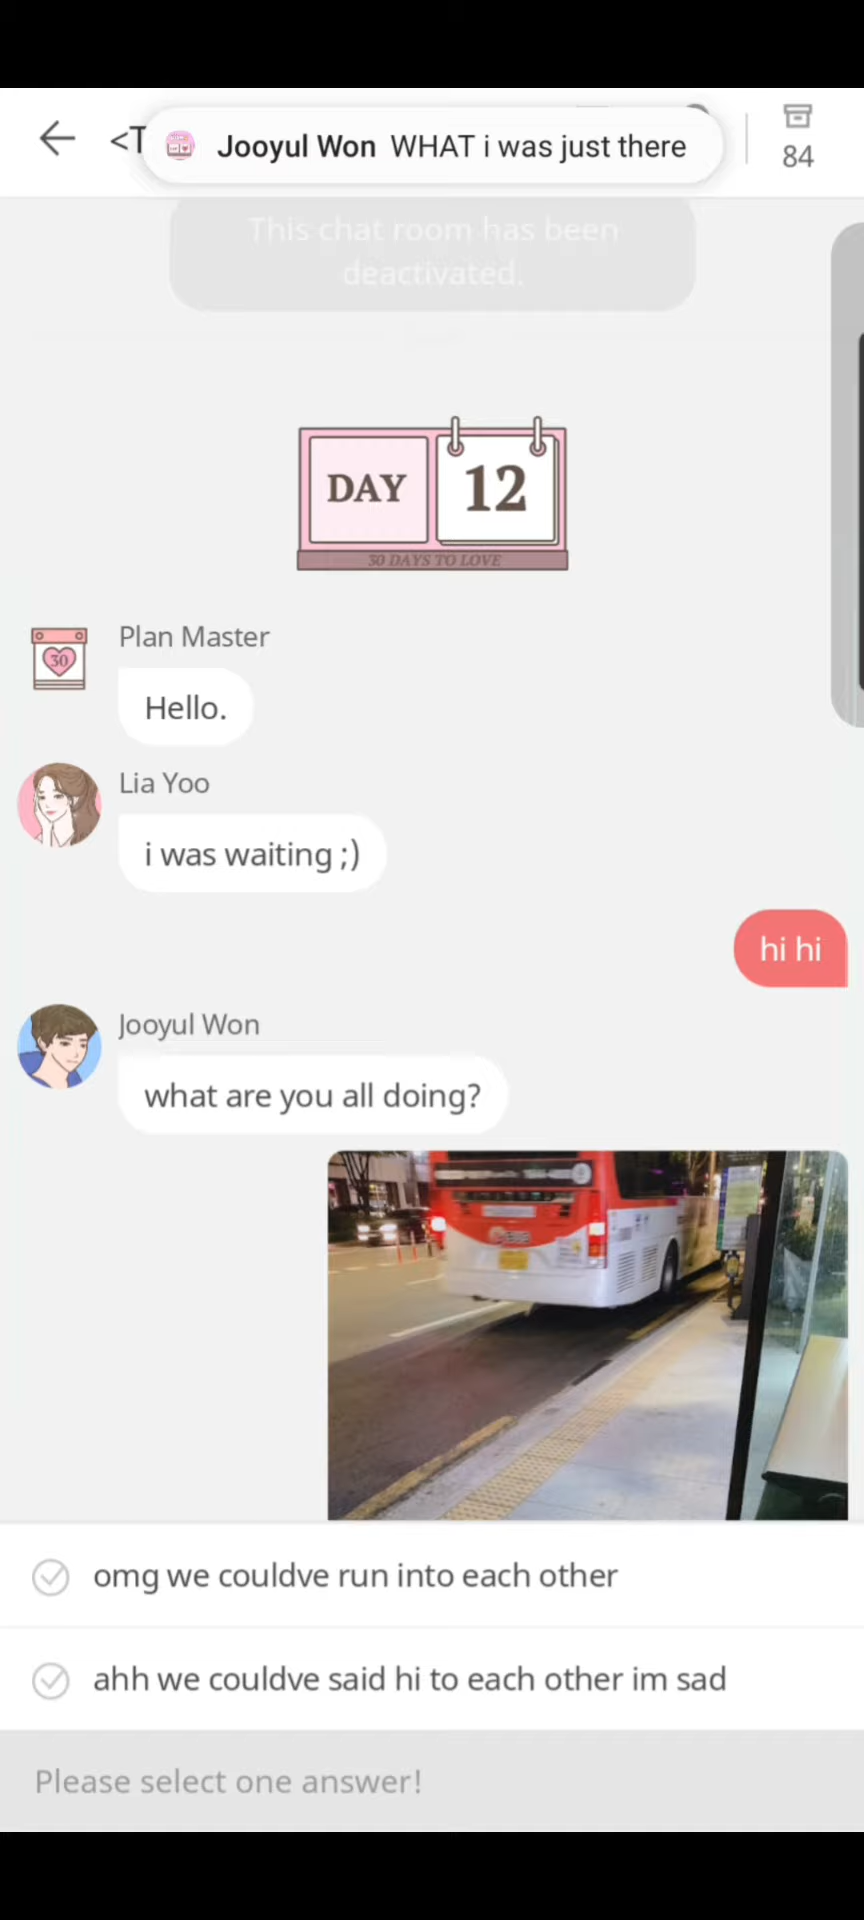 <T
Jooyul Won WHAT i was just there
84
This chat room has been
deactivated.
DAY 12
30 DAYS TO LOVE
30
Plan Master
Hello.
Lia Yoo
i was waiting ;)
hi hi
Jooyul Won
what are you all doing?
omg we couldve run into each other
ahh we couldve said hi to each other im sad
Please select one answer!